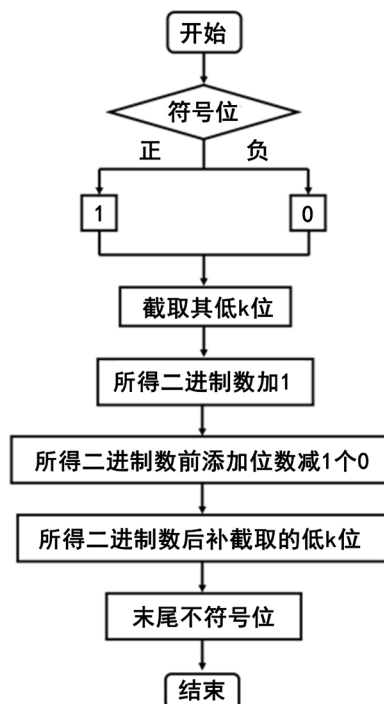 开始
符号位
正 负
1 0
截取其低k位
所得二进制数加1
所得二进制数前添加位数减1个0
所得二进制数后补截取的低k位
末尾不符号位
结束